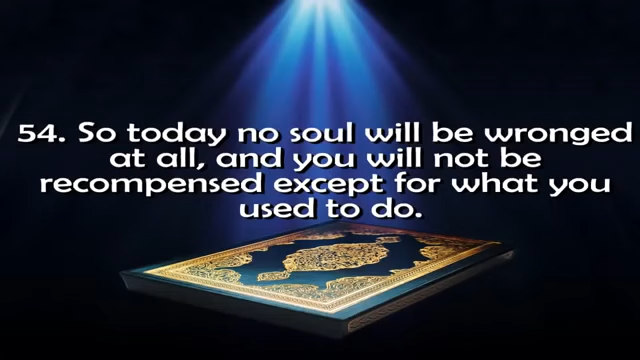 54. So today no soul will be wronged
at all, and you will not be
recompensed except for what you
used to do.